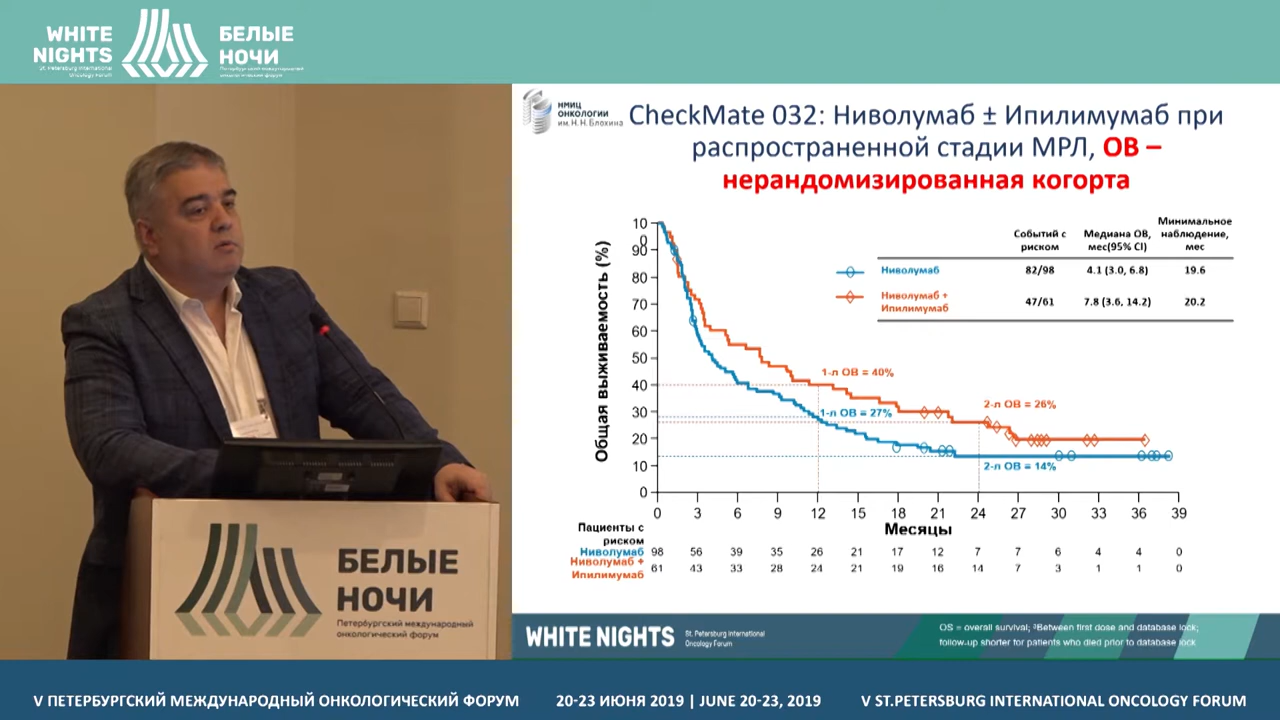 WHITE
NIGHTS
St. Petersburg International
Oncology Forum
БЕЛЫЕ
НОЧИ
Петербургский международный
онкологический форум
НМИЦ
ОНКОЛОГИИ
им. Н. Н. Блохина
CheckMate 032: Ниволумаб ± Ипилимумаб при
распространенной стадии МРЛ, ОВ –
нерандомизированная когорта
Событий с
риском
Медиана ОВ,
мес(95% CI)
Минимальное
наблюдение,
мес
Ниволумаб 82/98 4.1 (3.0, 6.8) 19.6
Ниволумаб +
Ипилимумаб 47/61 7.8 (3.6, 14.2) 20.2
Общая выживаемость (%)
10
0
90
80
70
60
50
40
30
20
10
0
1-л ОВ = 40%
1-л ОВ = 27%
2-л ОВ = 26%
2-л ОВ = 14%
0 3 6 9 12 15 18 21 24 27 30 33 36 39
Месяцы
Пациенты с
риском
Ниволумаб 98 56 39 35 26 21 17 12 7 7 6 4 4 0
Ниволумаб +
Ипилимумаб 61 43 33 28 24 21 19 16 14 7 3 1 1 0
WHITE NIGHTS
St. Petersburg International
Oncology Forum
OS = overall survival; ³Between first dose and database lock;
follow-up shorter for patients who died prior to database lock
БЕЛЫЕ
НОЧИ
Петербургский международный
онкологический форум
V ПЕТЕРБУРГСКИЙ МЕЖДУНАРОДНЫЙ ОНКОЛОГИЧЕСКИЙ ФОРУМ
20-23 ИЮНЯ 2019 | JUNE 20-23, 2019
V ST.PETERSBURG INTERNATIONAL ONCOLOGY FORUM